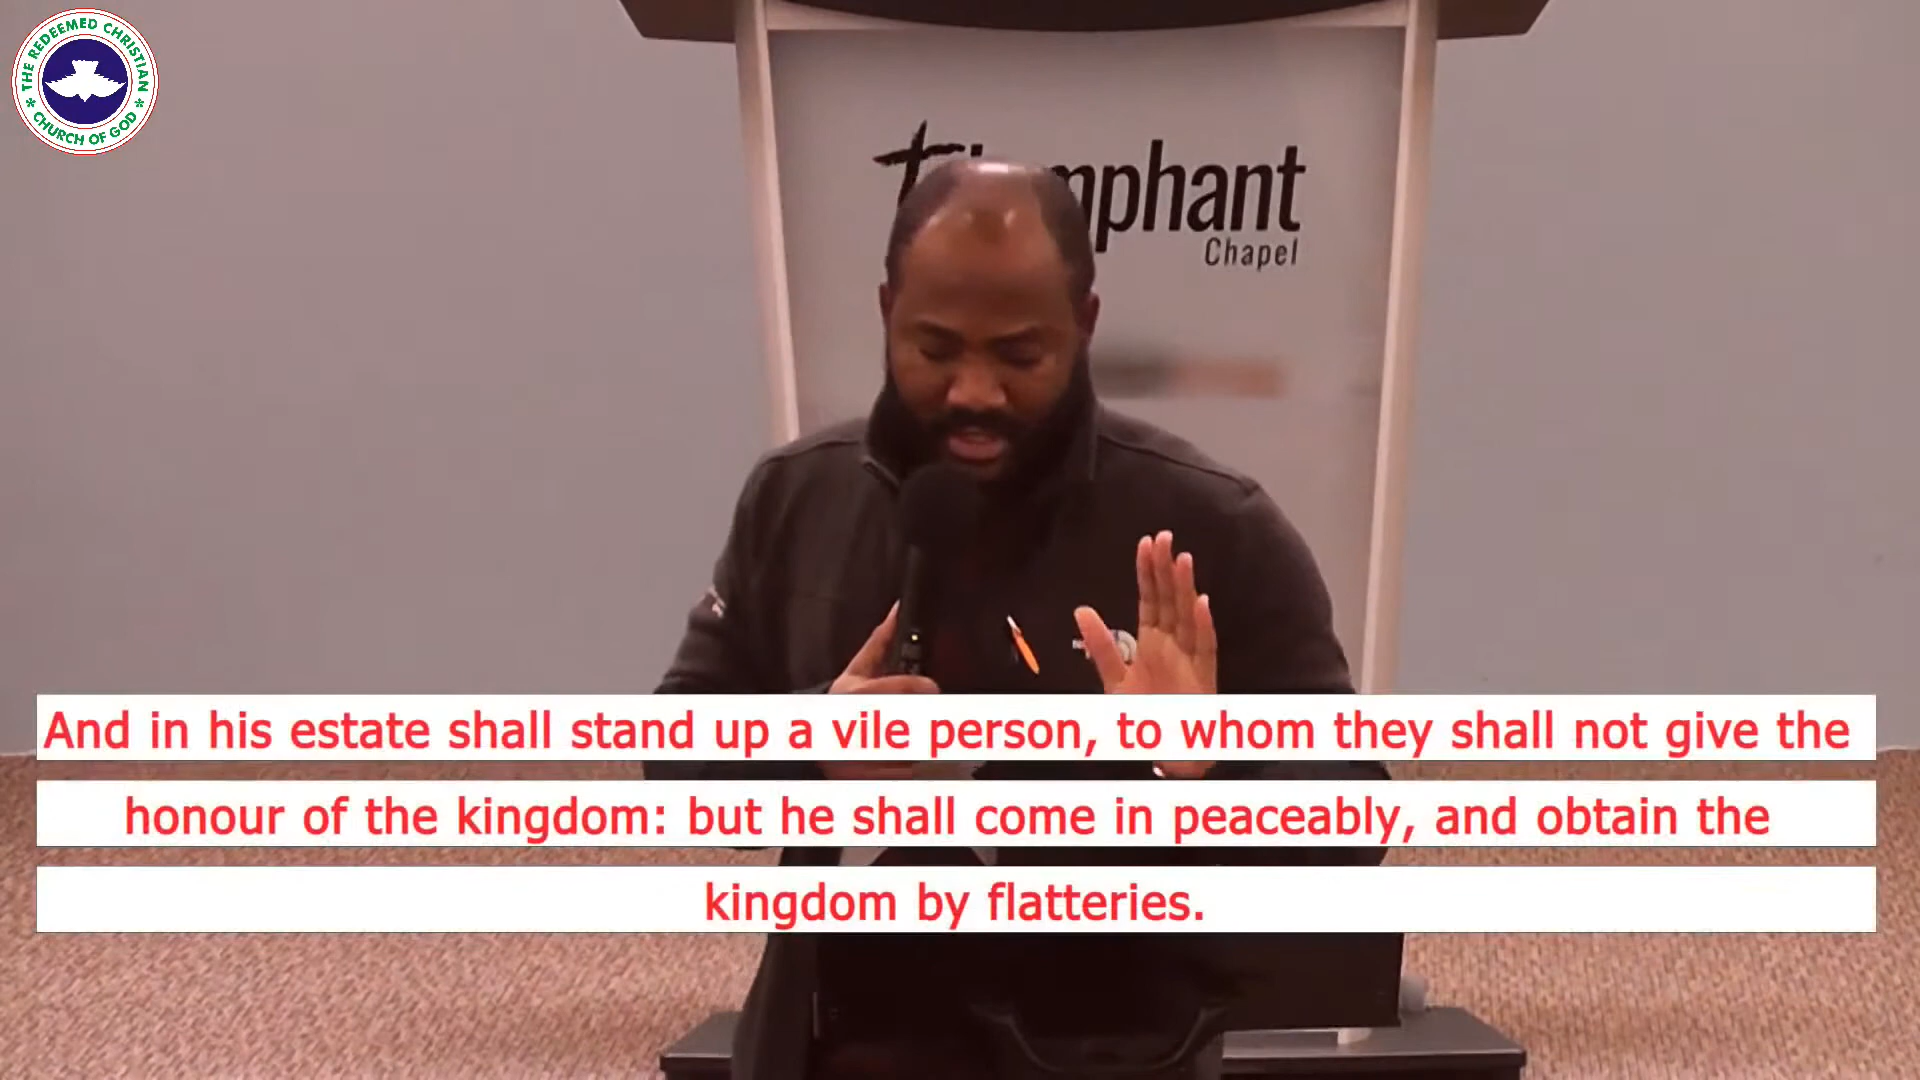 THE REDEEMED CHRISTIAN
CHURCH OF GOD
Chapel
And in his estate shall stand up a vile person, to whom they shall not give the
honour of the kingdom: but he shall come in peaceably, and obtain the
kingdom by flatteries.